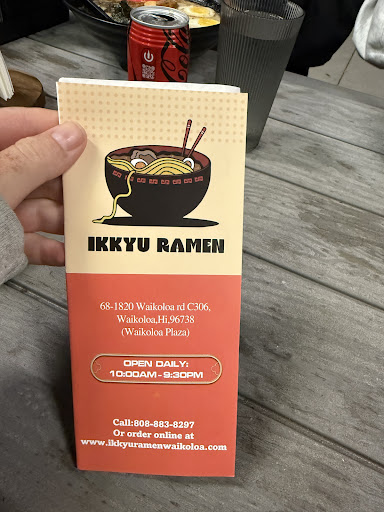 IKKYU RAMEN
68-1820 Waikoloa rd C306,
Waikoloa,Hi,96738
(Waikoloa Plaza)
OPEN DAILY:
10:00AM-9:30PM
Call:808-883-8297
Or order online at
www.ikkyuramenwaikoloa.com